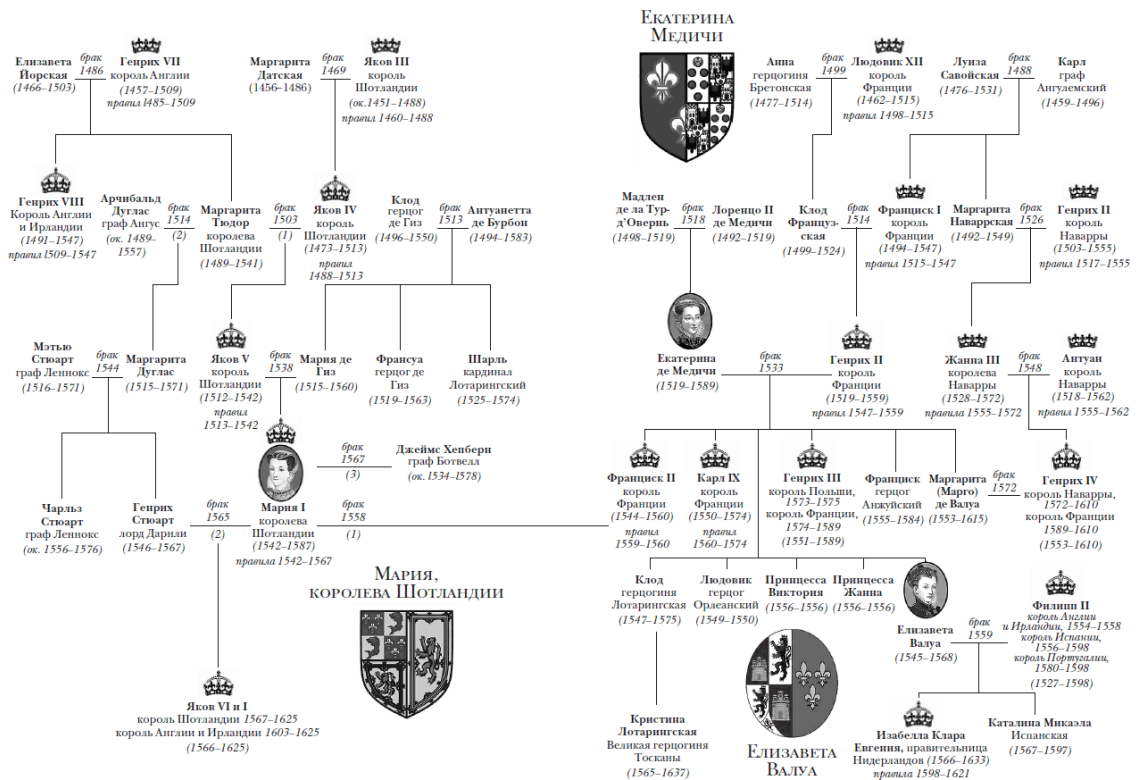 ЕКАТЕРИНА
МЕДИЧИ
Елизавета
Йорская
(1466–1503)
брак
1486
Генрих VII
король Англии
(1457–1509)
правил 1485–1509
Маргарита
Датская
(1456–1486)
брак
1469
Яков III
король
Шотландии
(ок.1451–1488)
правил 1460–1488
Анна
герцогиня
Бретонская
(1477–1514)
брак
1499
Людовик XII
король
Франции
(1462–1515)
правил 1498–1515
Луиза
Савойская
(1476–1531)
брак
1488
Карл
граф
Ангулемский
(1459–1496)
Генрих VIII
Король Англии
и Ирландии
(1491–1547)
правил 1509–1547
Арчибальд
Дуглас
граф Ангус
(ок. 1489–
1557)
брак
1514
(2)
Маргарита
Тюдор
королева
Шотландии
(1489–1541)
брак
1503
(1)
Яков IV
король
Шотландии
(1473–1513)
правил
1488–1513
Клод
герцог
де Гиз
(1496–1550)
брак
1513
Антуанетта
де Бурбон
(1494–1583)
Мадлен
де ла Тур-
д’Овернь
(1498–1519)
брак
1518
Лоренцо II
де Медичи
(1492–1519)
Клод
Француз-
ская
(1499–1524)
брак
1514
Франциск I
король
Франции
(1494–1547)
правил 1515–1547
Маргарита
Наваррская
(1492–1549)
брак
1526
Генрих II
король
Наварры
(1503–1555)
правил 1517–1555
Мэтью
Стюарт
граф Леннокс
(1516–1571)
брак
1544
Маргарита
Дуглас
(1515–1571)
Яков V
король
Шотландии
(1512–1542)
правил
1513–1542
брак
1538
Мария де
Гиз
(1515–1560)
Франсуа
герцог де
Гиз
(1519–1563)
Шарль
кардинал
Лотарингский
(1525–1574)
Екатерина
де Медичи
(1519–1589)
брак
1533
Генрих II
король
Франции
(1519–1559)
правил 1547–1559
Жанна III
королева
Наварры
(1528–1572)
правила 1555–1572
брак
1548
Антуан
король
Наварры
(1518–1562)
правил 1555–1562
Чарльз
Стюарт
граф Леннокс
(ок. 1556–1576)
Генрих
Стюарт
лорд Дарнли
(1546–1567)
брак
1565
(2)
Мария I
королева
Шотландии
(1542–1587)
правила 1542–1567
брак
1567
(3)
Джеймс Хепберн
граф Ботвелл
(ок. 1534–1578)
брак
1558
(1)
Франциск II
король
Франции
(1544–1560)
правил
1559–1560
Карл IX
король
Франции
(1550–1574)
правил
1560–1574
Генрих III
король Польши,
1573–1575
король Франции,
1574–1589
(1551–1589)
Франциск
герцог
Анжуйский
(1555–1584)
Маргарита
(Марго)
де Валуа
(1553–1615)
брак
1572
Генрих IV
король Наварры,
1572–1610
король Франции
1589–1610
(1553–1610)
МАРИЯ,
КОРОЛЕВА ШОТЛАНДИИ
Клод
герцогиня
Лотарингская
(1547–1575)
Людовик
герцог
Орлеанский
(1549–1550)
Принцесса
Виктория
(1556–1556)
Принцесса
Жанна
(1556–1556)
Елизавета
Валуа
(1545–1568)
брак
1559
Филипп II
король Англии
и Ирландии, 1554–1558
король Испании,
1556–1598
король Португалии,
1580–1598
(1527–1598)
Яков VI и I
король Шотландии 1567–1625
король Англии и Ирландии 1603–1625
(1566–1625)
Кристина
Лотарингская
Великая герцогиня
Тосканы
(1565–1637)
ЕЛИЗАВЕТА
ВАЛУА
Изабелла Клара
Евгения, правительница
Нидерландов (1566–1633)
правила 1598–1621
Каталина Микаэла
Испанская
(1567–1597)